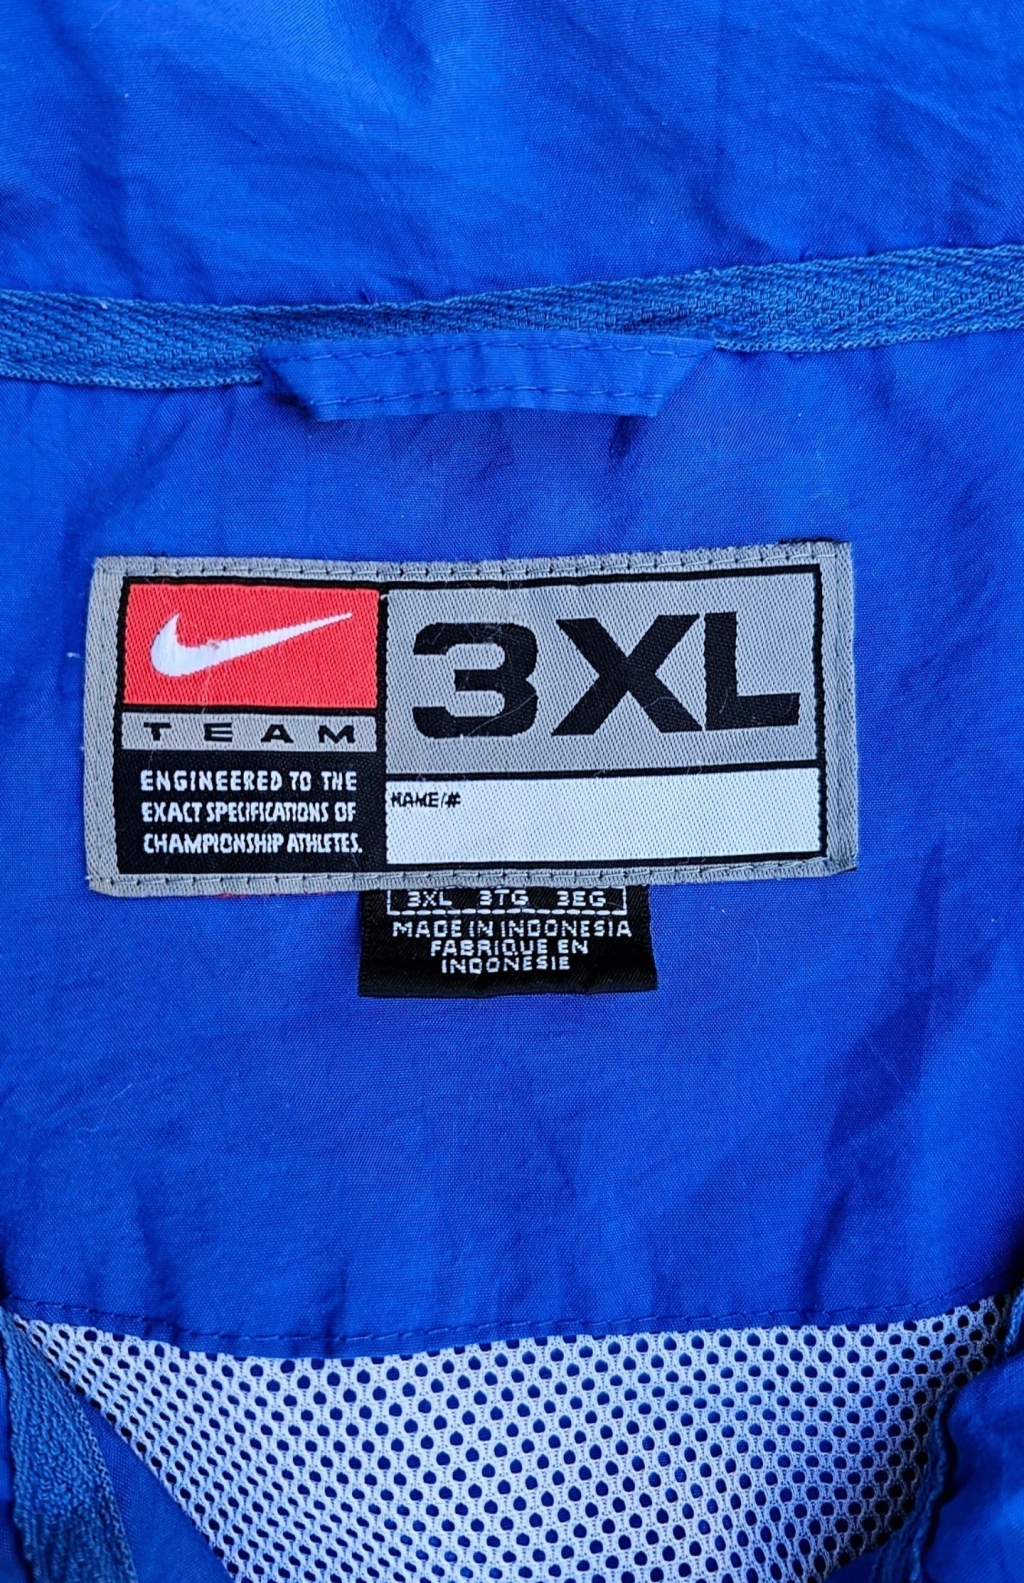 3XL
TEAM
ENGINEERED TO THE
EXACT SPECIFICATIONS OF
CHAMPIONSHIP ATHLETES.
NAME/#
3XL 3TG 3EG
MADE IN INDONESIA
FABRIQUE EN
INDONESIE